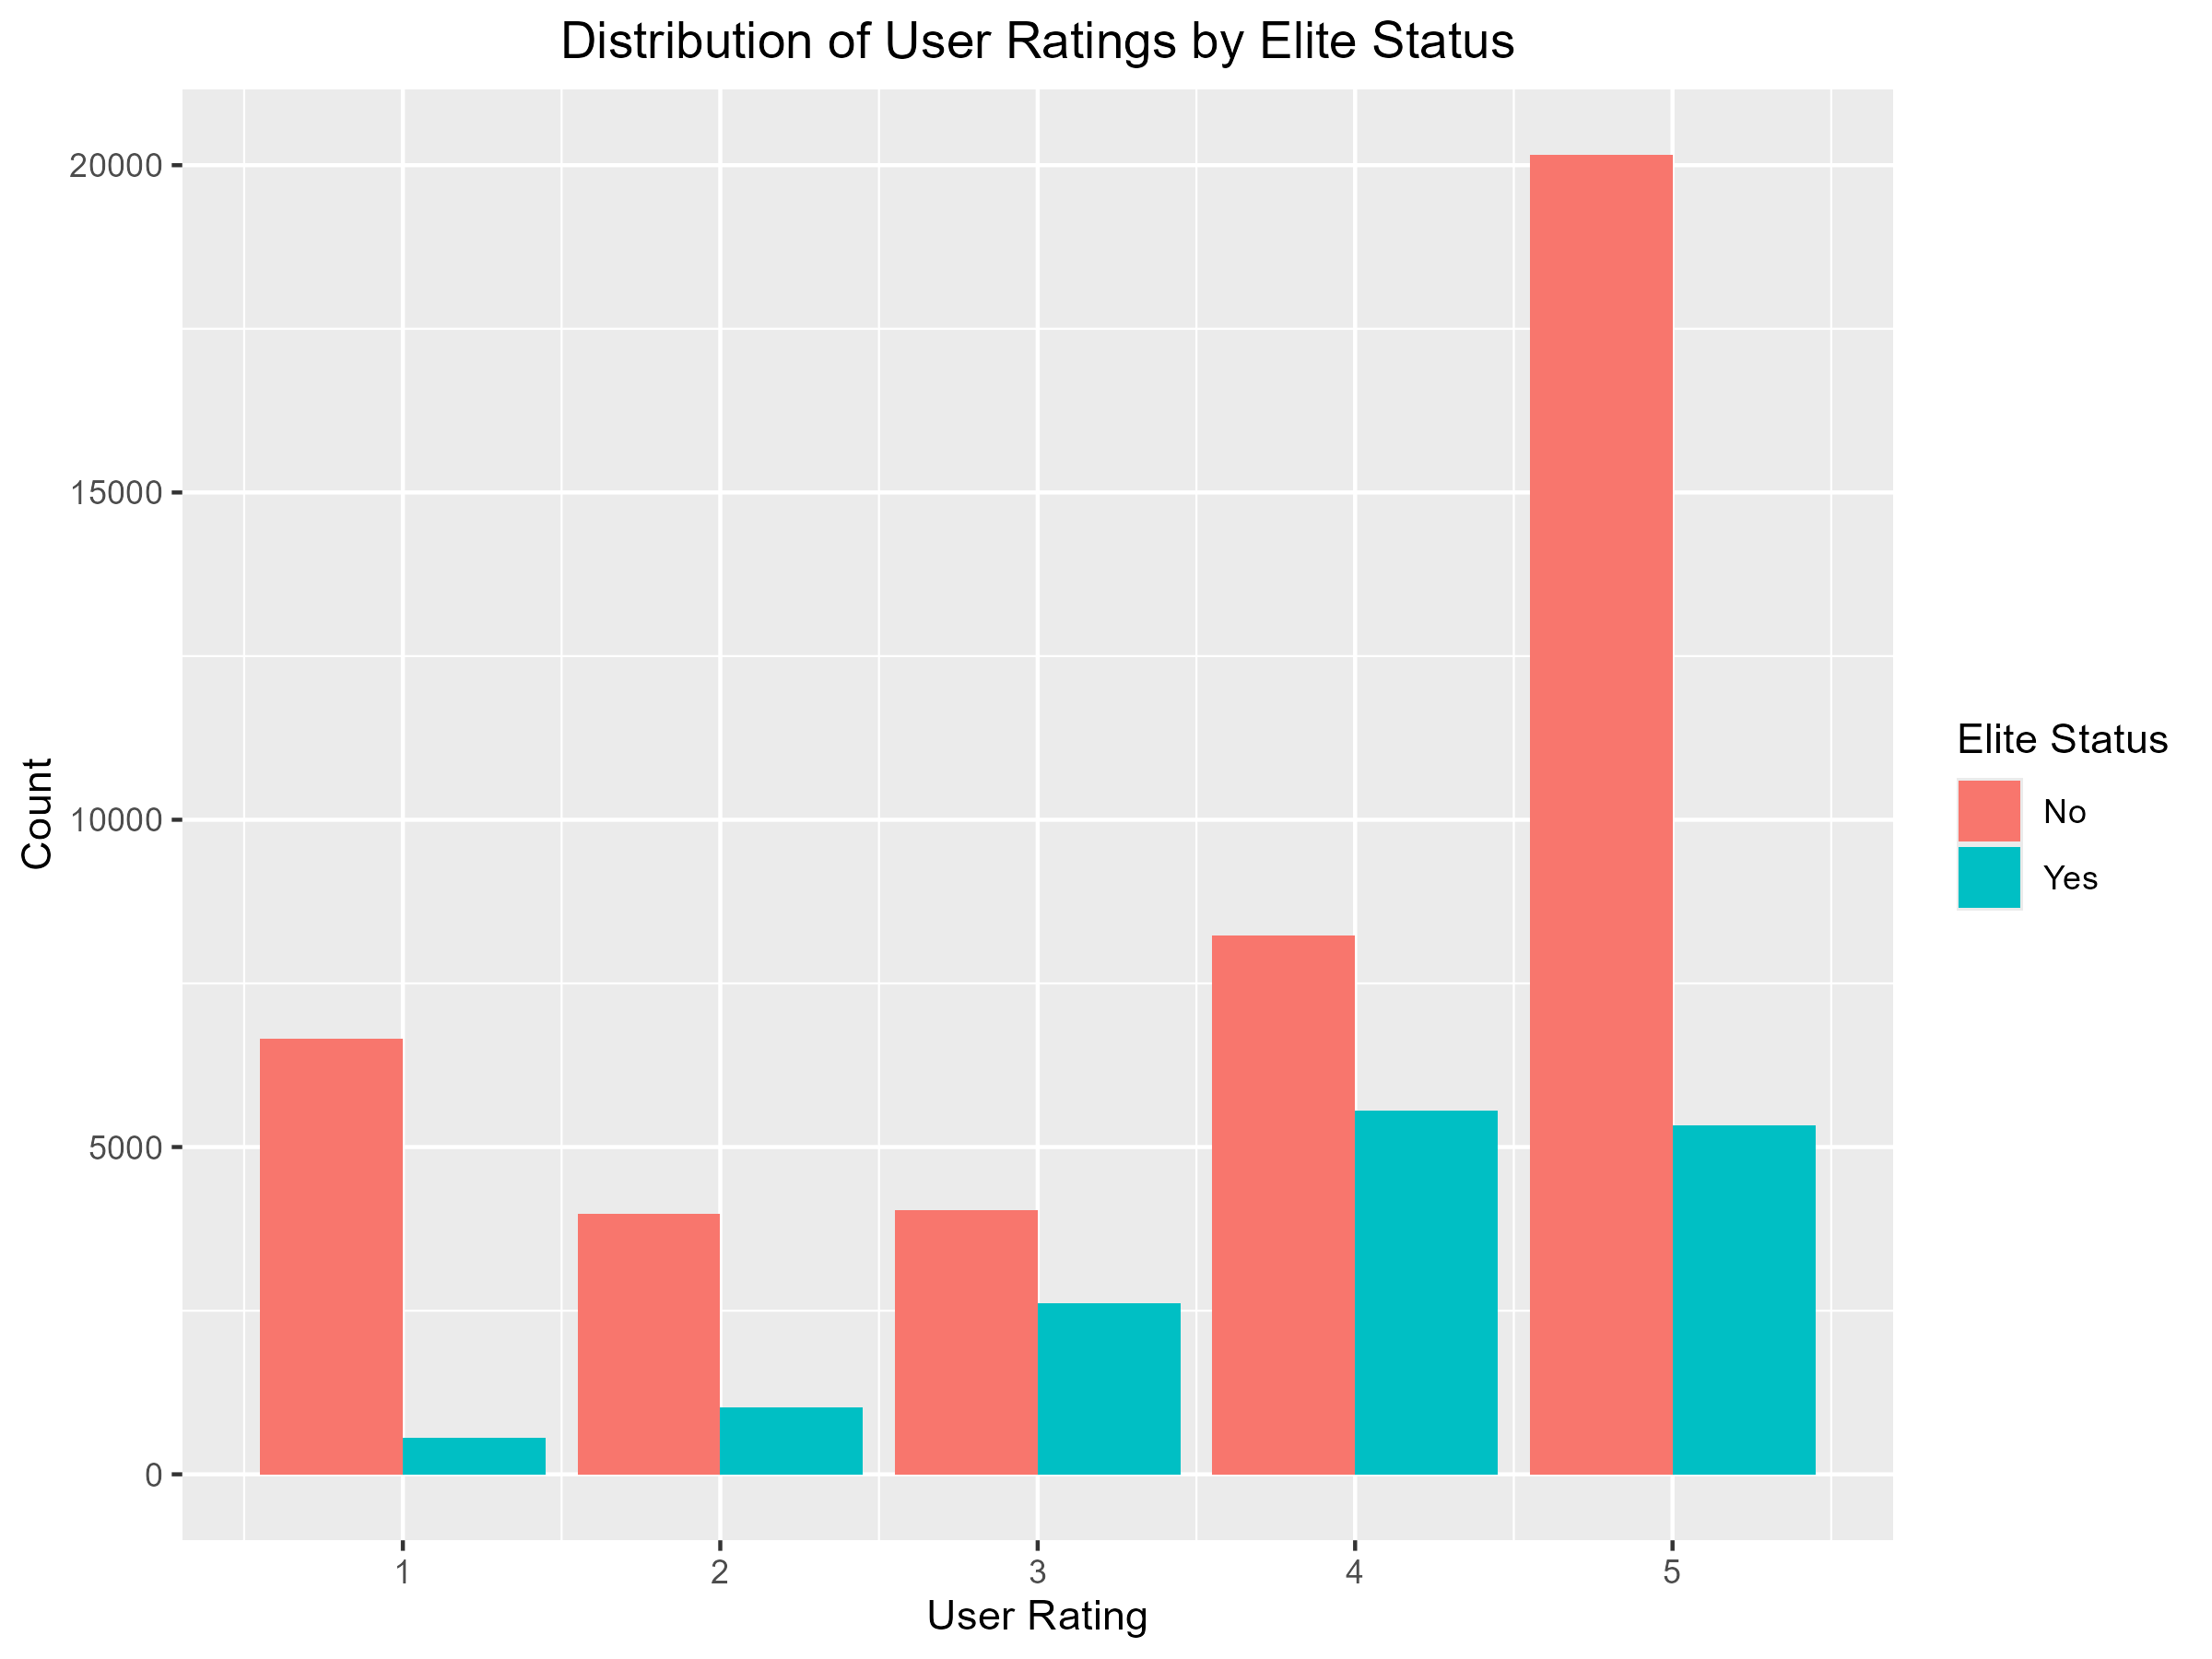 Distribution of User Ratings by Elite Status
20000
15000
10000
5000
0
Count
1 2 3 4 5
User Rating
Elite Status
No
Yes